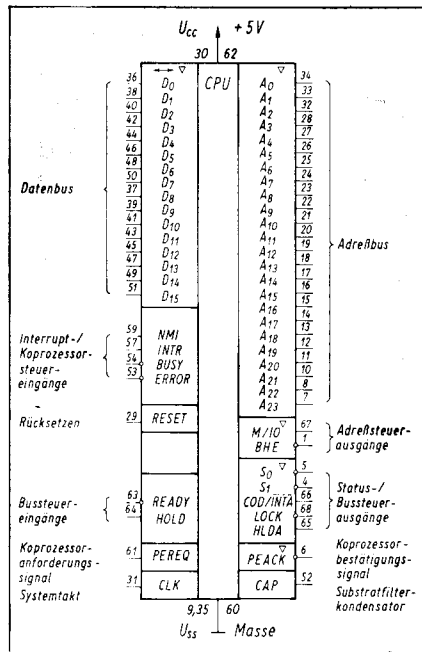 U_CC + 5V
30 62
CPU
Datenbus
36 D0
38 D1
40 D2
42 D3
44 D4
46 D5
48 D6
50 D7
37 D8
39 D9
41 D10
43 D11
45 D12
47 D13
49 D14
51 D15
Interrupt-/
Koprozessor-
steuer-
eingänge
59 NMI
57 INTR
54 BUSY
53 ERROR
Rücksetzen
29 RESET
Bussteuer-
eingänge
63 READY
64 HOLD
Koprozessor-
anforderungs-
signal
61 PEREQ
Systemtakt
31 CLK
A0 34
A1 33
A2 32
A3 28
A4 27
A5 26
A6 25
A7 24
A8 23
A9 22
A10 21
A11 20
A12 19
A13 18
A14 17
A15 16
A16 15
A17 14
A18 13
A19 12
A20 11
A21 10
A22 8
A23 7
Adreßbus
M/IO 67
BHE 1
Adreßsteuer-
ausgänge
S0 5
S1 4
COD/INTA 66
LOCK 68
HLDA 65
Status-/
Bussteuer-
ausgänge
PEACK 6
Koprozessor-
bestätigungs-
signal
CAP 52
Substratfilter-
kondensator
9,35 60
U_SS Masse